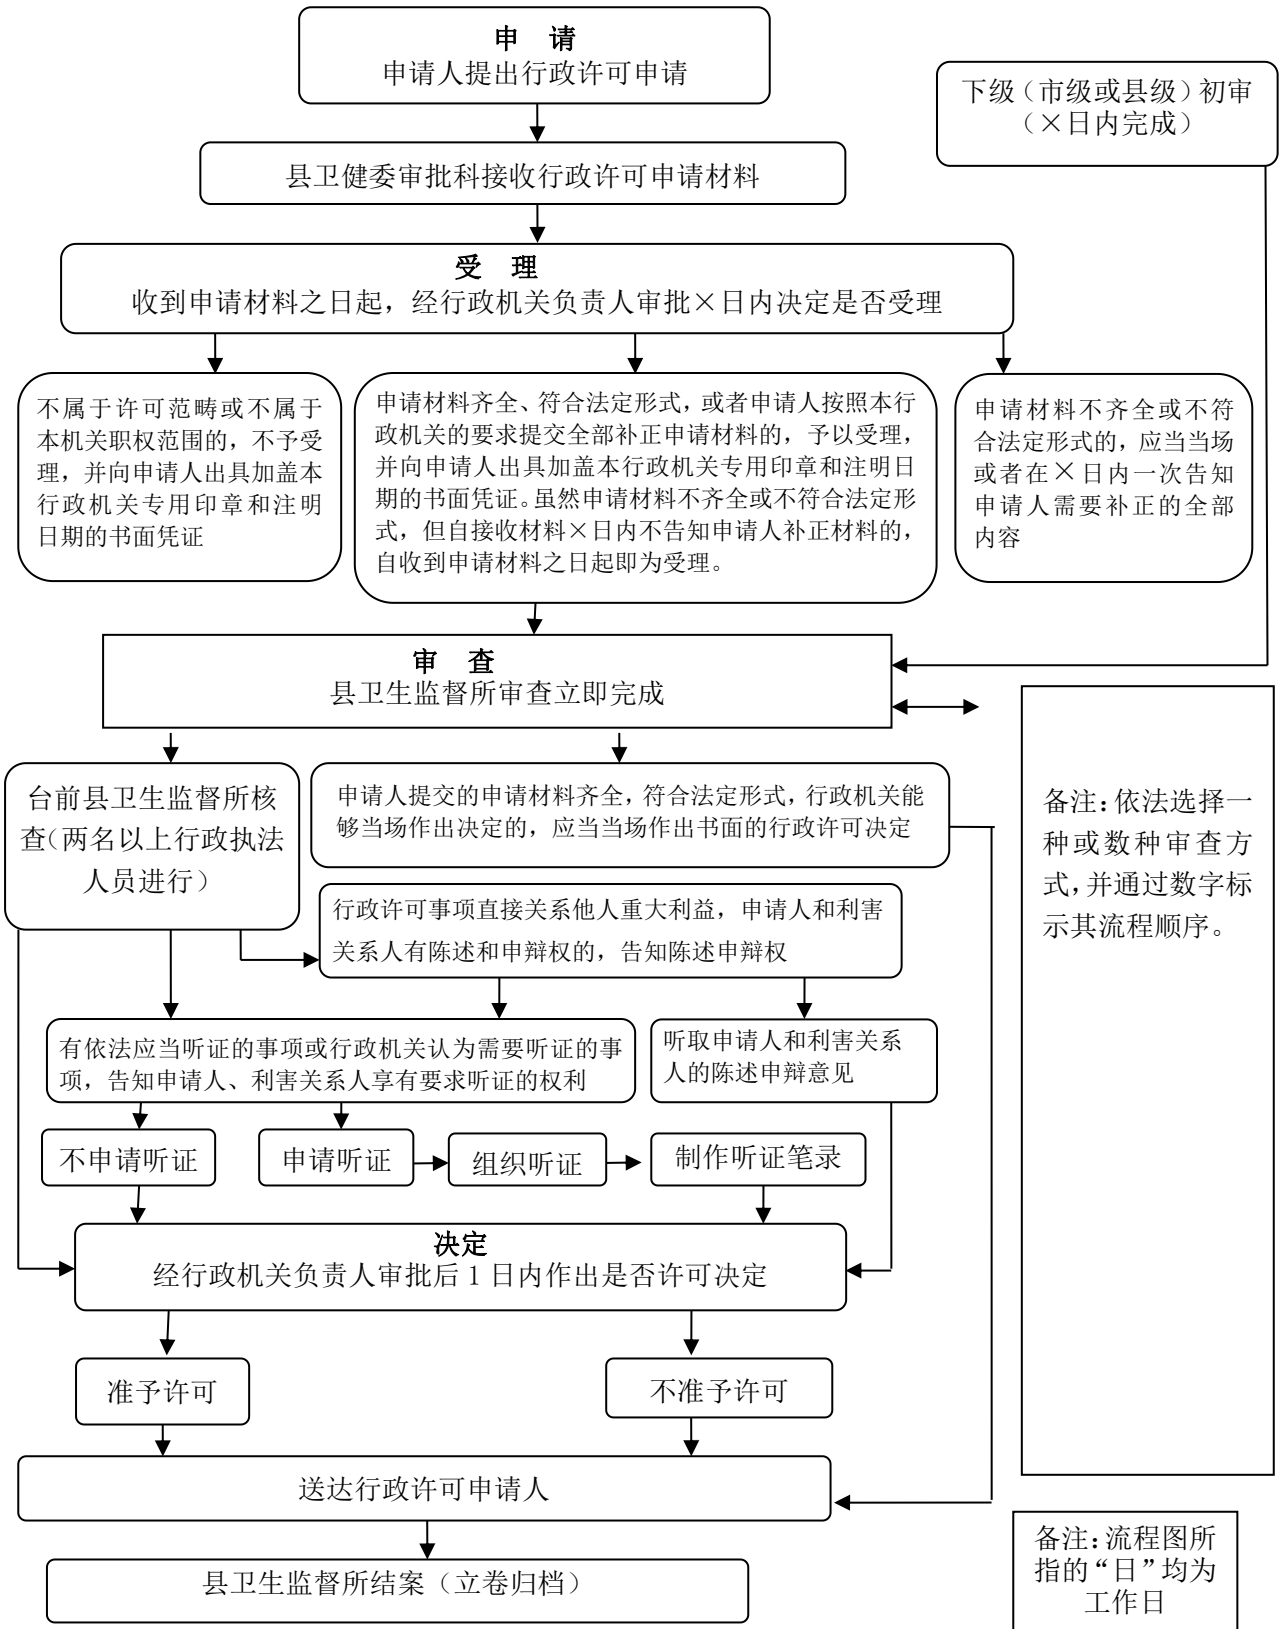 申　请
申请人提出行政许可申请
下级（市级或县级）初审
（×日内完成）
县卫健委审批科接收行政许可申请材料
受　理
收到申请材料之日起，经行政机关负责人审批×日内决定是否受理
不属于许可范畴或不属于
本机关职权范围的，不予受
理，并向申请人出具加盖本
行政机关专用印章和注明
日期的书面凭证
申请材料齐全、符合法定形式，或者申请人按照本行
政机关的要求提交全部补正申请材料的，予以受理，
并向申请人出具加盖本行政机关专用印章和注明日
期的书面凭证。虽然申请材料不齐全或不符合法定形
式，但自接收材料×日内不告知申请人补正材料的，
自收到申请材料之日起即为受理。
申请材料不齐全或不符
合法定形式的，应当当场
或者在×日内一次告知
申请人需要补正的全部
内容
审　查
县卫生监督所审查立即完成
台前县卫生监督所核
查（两名以上行政执法
人员进行）
申请人提交的申请材料齐全，符合法定形式，行政机关能
够当场作出决定的，应当当场作出书面的行政许可决定
备注：依法选择一
种或数种审查方
式，并通过数字标
示其流程顺序。
行政许可事项直接关系他人重大利益，申请人和利害
关系人有陈述和申辩权的，告知陈述申辩权
有依法应当听证的事项或行政机关认为需要听证的事
项，告知申请人、利害关系人享有要求听证的权利
听取申请人和利害关系
人的陈述申辩意见
不申请听证
申请听证
组织听证
制作听证笔录
决定
经行政机关负责人审批后 1 日内作出是否许可决定
准予许可
不准予许可
送达行政许可申请人
县卫生监督所结案（立卷归档）
备注：流程图所
指的“日”均为
工作日